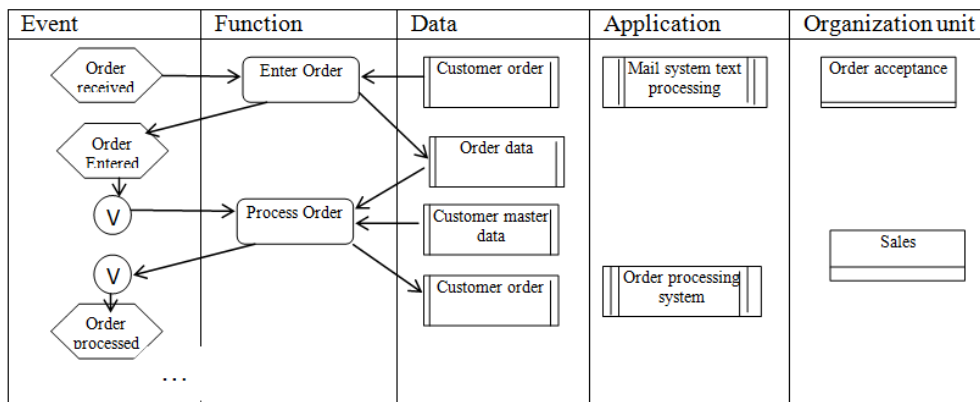 Event
Function
Data
Application
Organization unit
Order
received
Enter Order
Customer order
Mail system text
processing
Order acceptance
Order
Entered
Order data
V
Process Order
Customer master
data
Sales
V
Customer order
Order processing
system
Order
processed
...